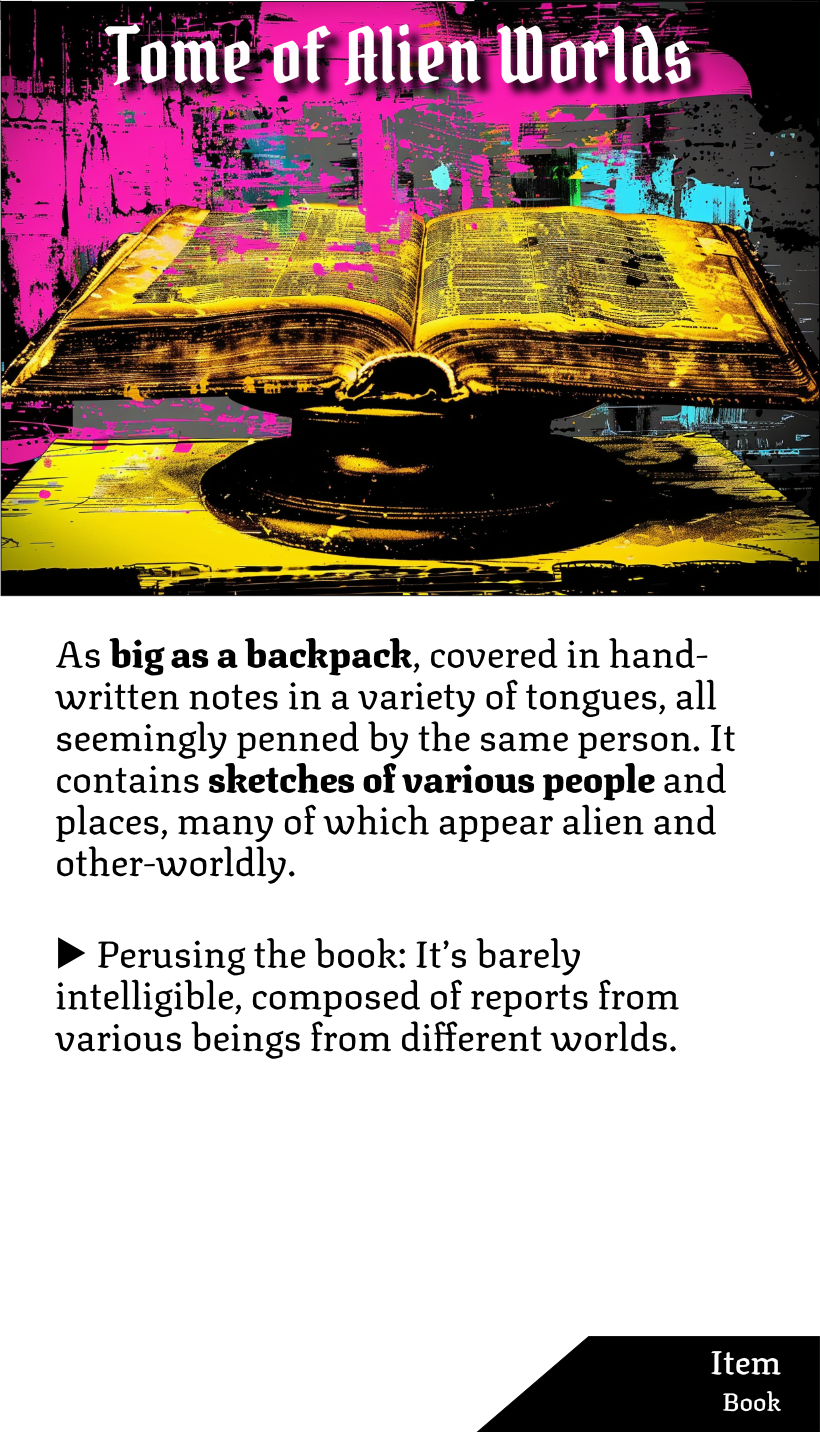 Tome of Alien Worlds
As big as a backpack, covered in hand-
written notes in a variety of tongues, all
seemingly penned by the same person. It
contains sketches of various people and
places, many of which appear alien and
other-worldly.
▶ Perusing the book: It’s barely
intelligible, composed of reports from
various beings from different worlds.
Item
Book